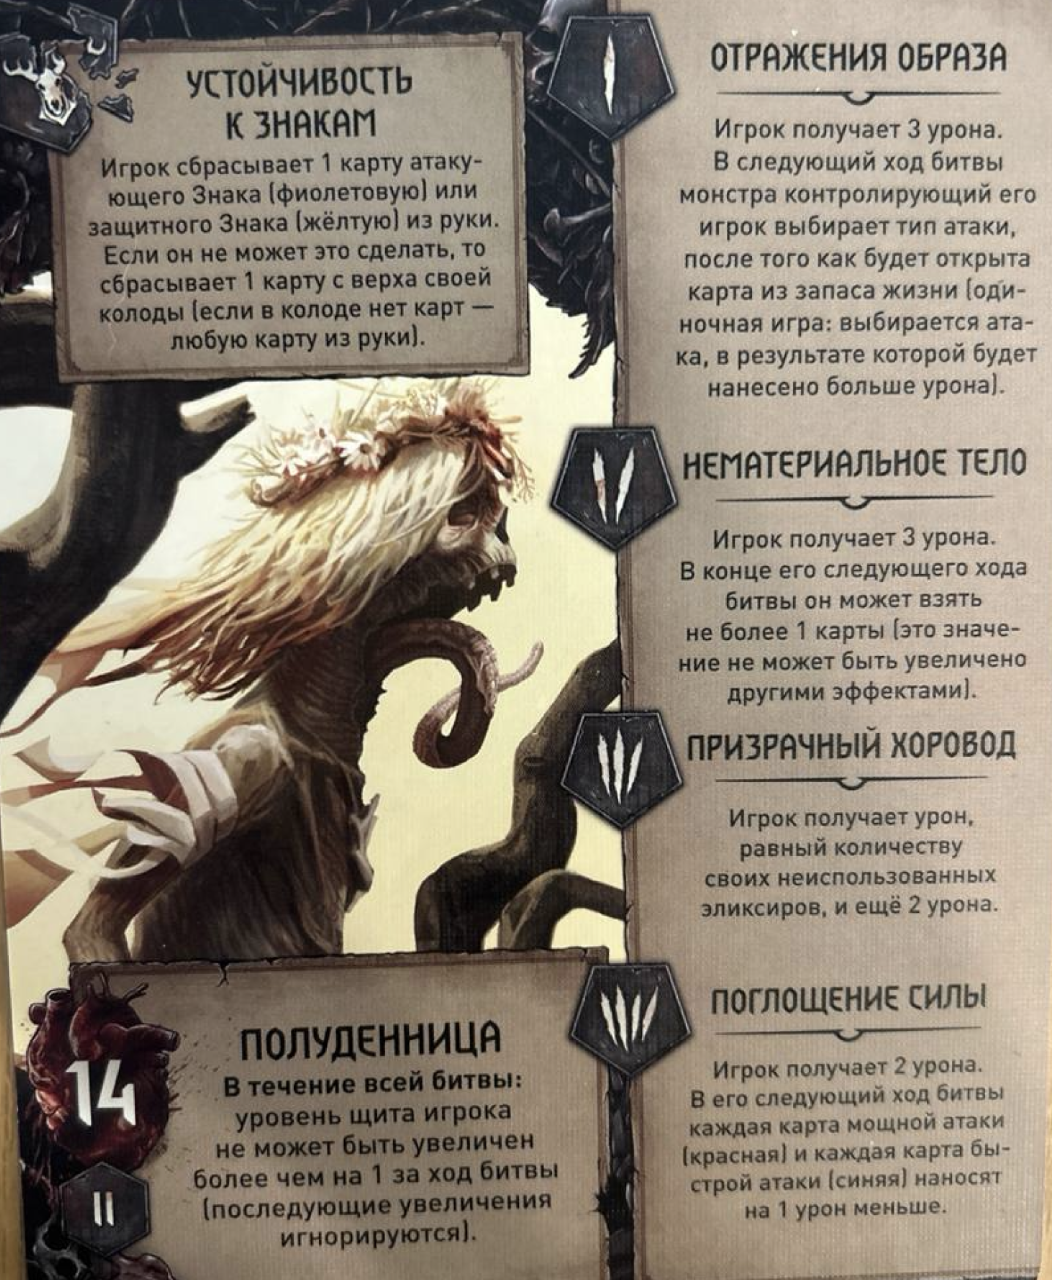 УСТОЙЧИВОСТЬ
К ЗНАКАМ
Игрок сбрасывает 1 карту атаку-
ющего Знака (фиолетовую) или
защитного Знака (жёлтую) из руки.
Если он не может это сделать, то
сбрасывает 1 карту с верха своей
колоды (если в колоде нет карт —
любую карту из руки).
ОТРАЖЕНИЯ ОБРАЗА
Игрок получает 3 урона.
В следующий ход битвы
монстра контролирующий его
игрок выбирает тип атаки,
после того как будет открыта
карта из запаса жизни (оди-
ночная игра: выбирается ата-
ка, в результате которой будет
нанесено больше урона).
НЕМАТЕРИАЛЬНОЕ ТЕЛО
Игрок получает 3 урона.
В конце его следующего хода
битвы он может взять
не более 1 карты (это значе-
ние не может быть увеличено
другими эффектами).
ПРИЗРАЧНЫЙ ХОРОВОД
Игрок получает урон,
равный количеству
своих неиспользованных
эликсиров, и ещё 2 урона.
ПОГЛОЩЕНИЕ СИЛЫ
Игрок получает 2 урона.
В его следующий ход битвы
каждая карта мощной атаки
(красная) и каждая карта бы-
строй атаки (синяя) наносят
на 1 урон меньше.
14
II
ПОЛУДЕННИЦА
В течение всей битвы:
уровень щита игрока
не может быть увеличен
более чем на 1 за ход битвы
(последующие увеличения
игнорируются).